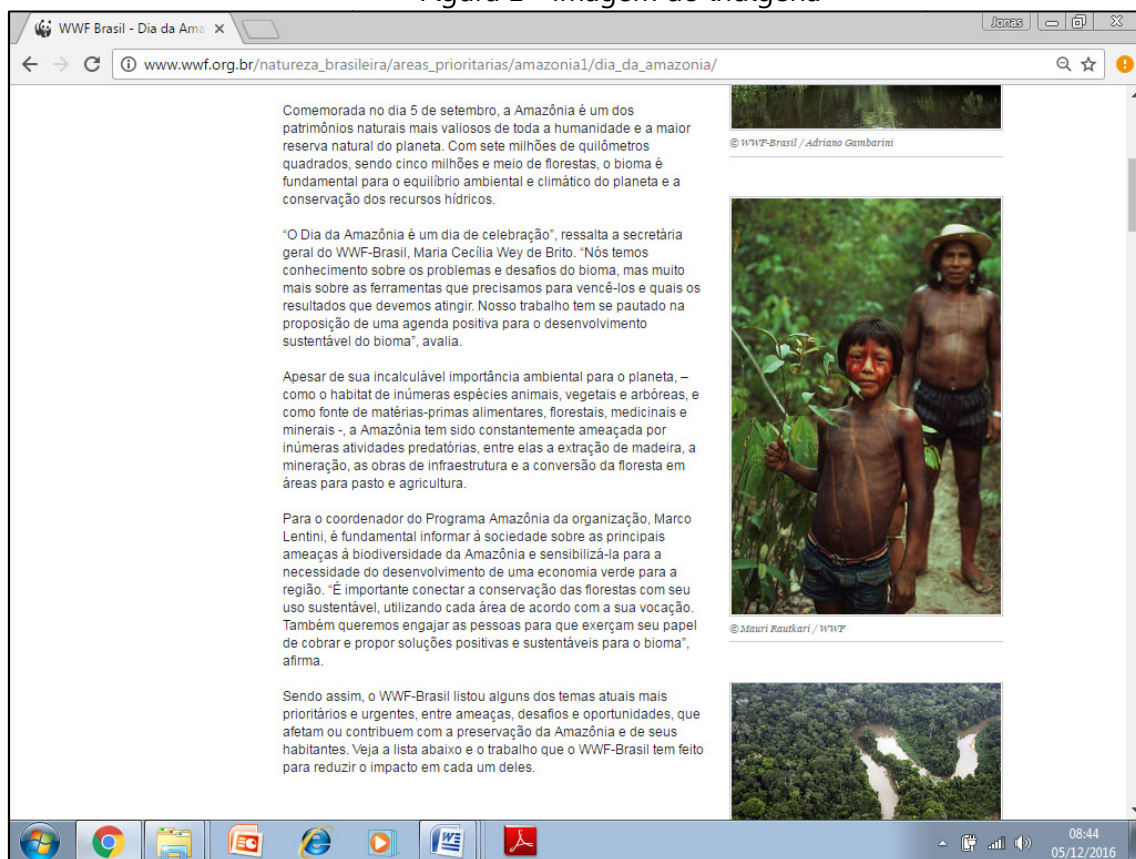 Figura 1 - Imagem de Indígena
Jonas
WWF Brasil - Dia da Ama
www.wwf.org.br/natureza_brasileira/areas_prioritarias/amazonia1/dia_da_amazonia/
Comemorada no dia 5 de setembro, a Amazônia é um dos
patrimônios naturais mais valiosos de toda a humanidade e a maior
reserva natural do planeta. Com sete milhões de quilômetros
quadrados, sendo cinco milhões e meio de florestas, o bioma é
fundamental para o equilíbrio ambiental e climático do planeta e a
conservação dos recursos hídricos.
“O Dia da Amazônia é um dia de celebração”, ressalta a secretária
geral do WWF-Brasil, Maria Cecília Wey de Brito. “Nós temos
conhecimento sobre os problemas e desafios do bioma, mas muito
mais sobre as ferramentas que precisamos para vencê-los e quais os
resultados que devemos atingir. Nosso trabalho tem se pautado na
proposição de uma agenda positiva para o desenvolvimento
sustentável do bioma”, avalia.
Apesar de sua incalculável importância ambiental para o planeta, –
como o habitat de inúmeras espécies animais, vegetais e arbóreas, e
como fonte de matérias-primas alimentares, florestais, medicinais e
minerais -, a Amazônia tem sido constantemente ameaçada por
inúmeras atividades predatórias, entre elas a extração de madeira, a
mineração, as obras de infraestrutura e a conversão da floresta em
áreas para pasto e agricultura.
Para o coordenador do Programa Amazônia da organização, Marco
Lentini, é fundamental informar à sociedade sobre as principais
ameaças à biodiversidade da Amazônia e sensibilizá-la para a
necessidade do desenvolvimento de uma economia verde para a
região. “É importante conectar a conservação das florestas com seu
uso sustentável, utilizando cada área de acordo com a sua vocação.
Também queremos engajar as pessoas para que exerçam seu papel
de cobrar e propor soluções positivas e sustentáveis para o bioma”,
afirma.
Sendo assim, o WWF-Brasil listou alguns dos temas atuais mais
prioritários e urgentes, entre ameaças, desafios e oportunidades, que
afetam ou contribuem com a preservação da Amazônia e de seus
habitantes. Veja a lista abaixo e o trabalho que o WWF-Brasil tem feito
para reduzir o impacto em cada um deles.
© WWF-Brasil / Adriano Gambarini
© Mauri Rautkari / WWF
08:44
05/12/2016